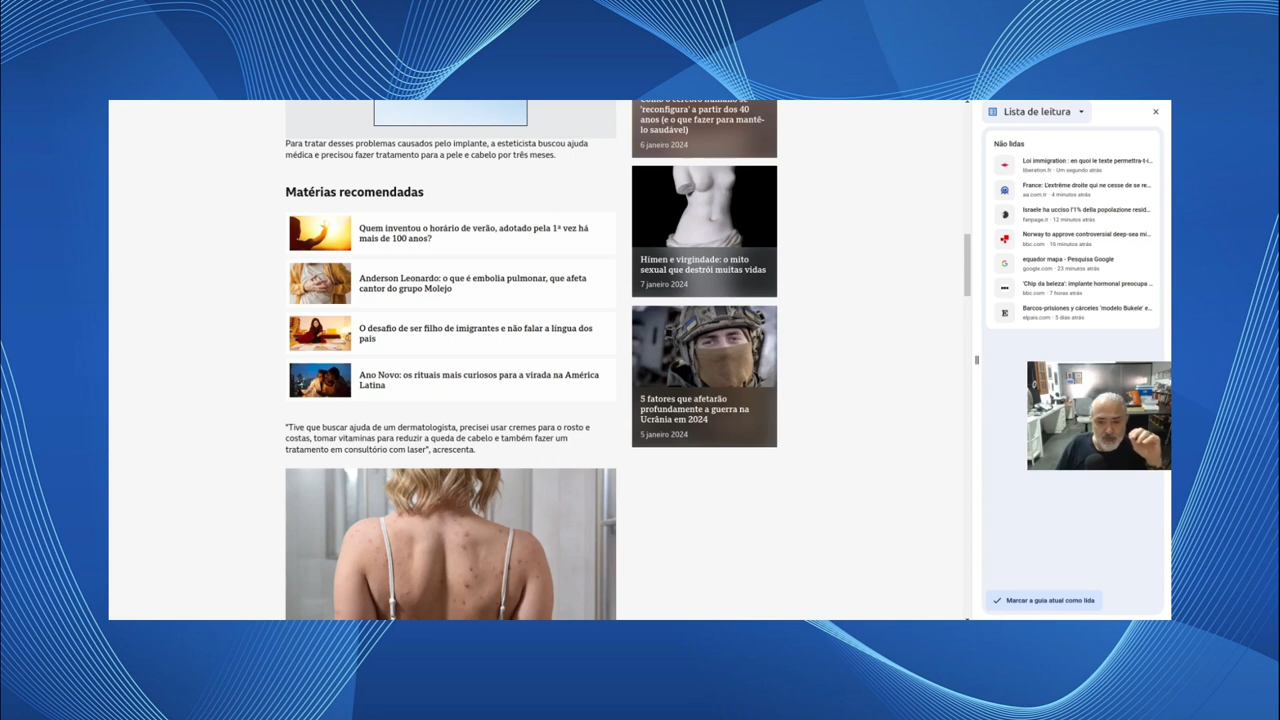 Para tratar desses problemas causados pelo implante, a esteticista buscou ajuda
médica e precisou fazer tratamento para a pele e cabelo por três meses.
Matérias recomendadas
Quem inventou o horário de verão, adotado pela 1ª vez há
mais de 100 anos?
Anderson Leonardo: o que é embolia pulmonar, que afeta
cantor do grupo Molejo
O desafio de ser filho de imigrantes e não falar a língua dos
pais
Ano Novo: os rituais mais curiosos para a virada na América
Latina
"Tive que buscar ajuda de um dermatologista, precisei usar cremes para o rosto e
costas, tomar vitaminas para reduzir a queda de cabelo e também fazer um
tratamento em consultório com laser", acrescenta.
Como o cérebro humano se
'reconfigura' a partir dos 40
anos (e o que fazer para mantê-
lo saudável)
6 janeiro 2024
Hímen e virgindade: o mito
sexual que destrói muitas vidas
7 janeiro 2024
5 fatores que afetarão
profundamente a guerra na
Ucrânia em 2024
5 janeiro 2024
Lista de leitura
Não lidas
Loi immigration : en quoi le texte permettra-t-i...
liberation.fr · Um segundo atrás
France: L'extrême droite qui ne cesse de se re...
aa.com.tr · 4 minutos atrás
Israele ha ucciso l'1% della popolazione resid...
fanpage.it · 12 minutos atrás
Norway to approve controversial deep-sea mi...
bbc.com · 16 minutos atrás
equador mapa - Pesquisa Google
google.com · 23 minutos atrás
'Chip da beleza': implante hormonal preocupa ...
bbc.com · 7 horas atrás
Barcos-prisiones y cárceles 'modelo Bukele' e...
elpais.com · 5 dias atrás
Marcar a guia atual como lida